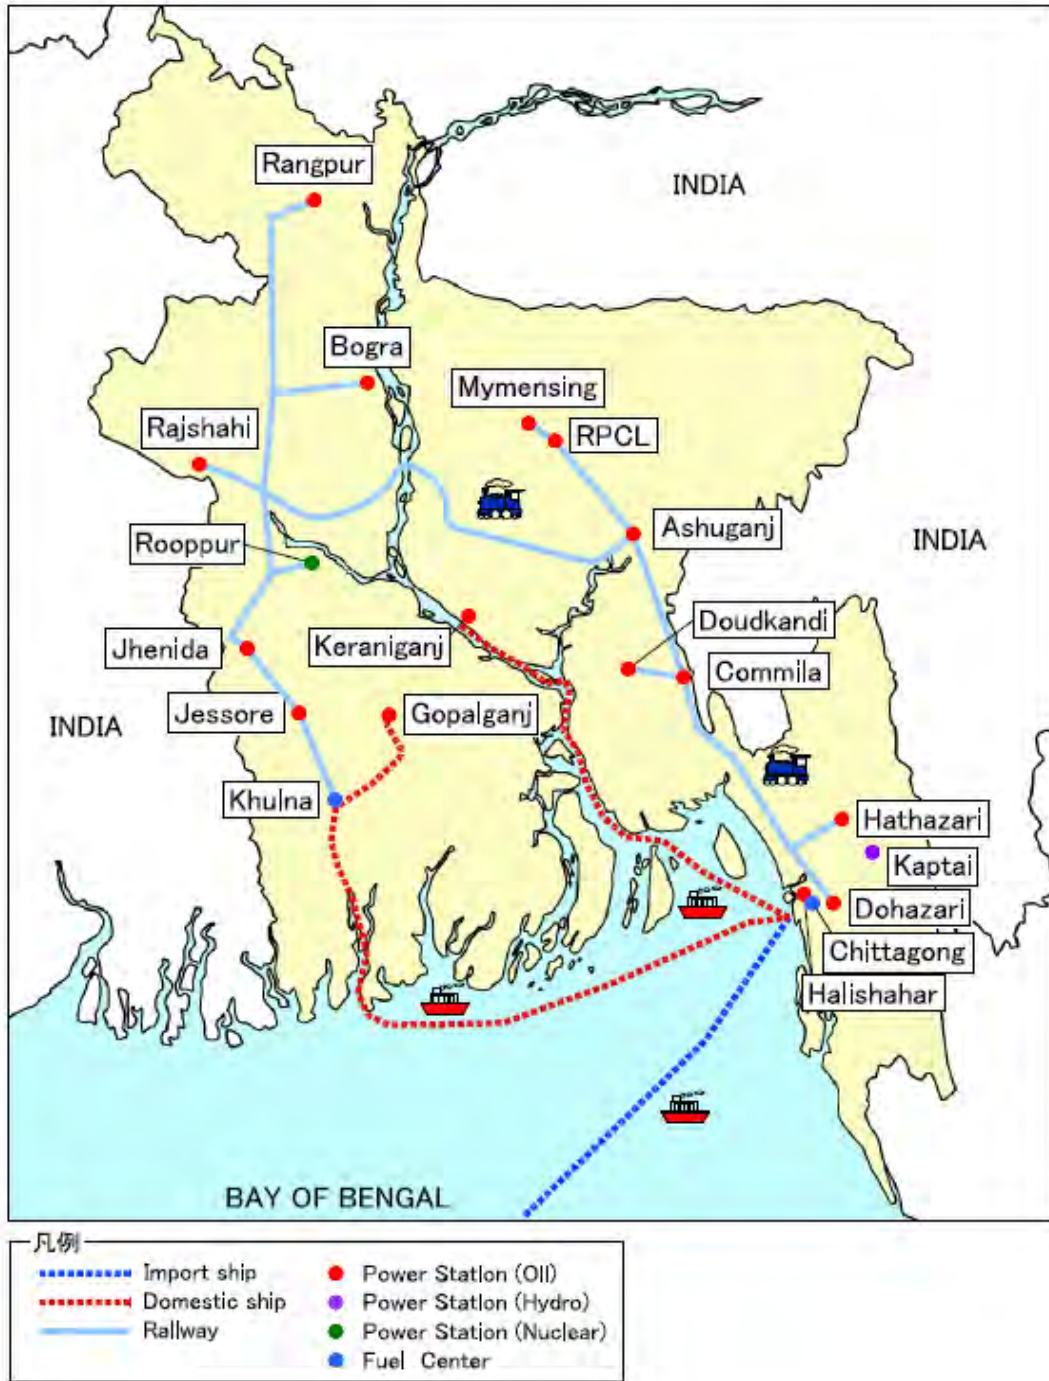 Rangpur
INDIA
Bogra
Mymensing
Rajshahi
RPCL
Ashuganj
INDIA
Rooppur
Doudkandi
Keraniganj
Jhenida
Commila
INDIA
Jessore
Gopalganj
Khulna
Hathazari
Kaptai
Dohazari
Chittagong
Halishahar
BAY OF BENGAL
凡例
Import ship
Domestic ship
Railway
Power Station (Oil)
Power Station (Hydro)
Power Station (Nuclear)
Fuel Center